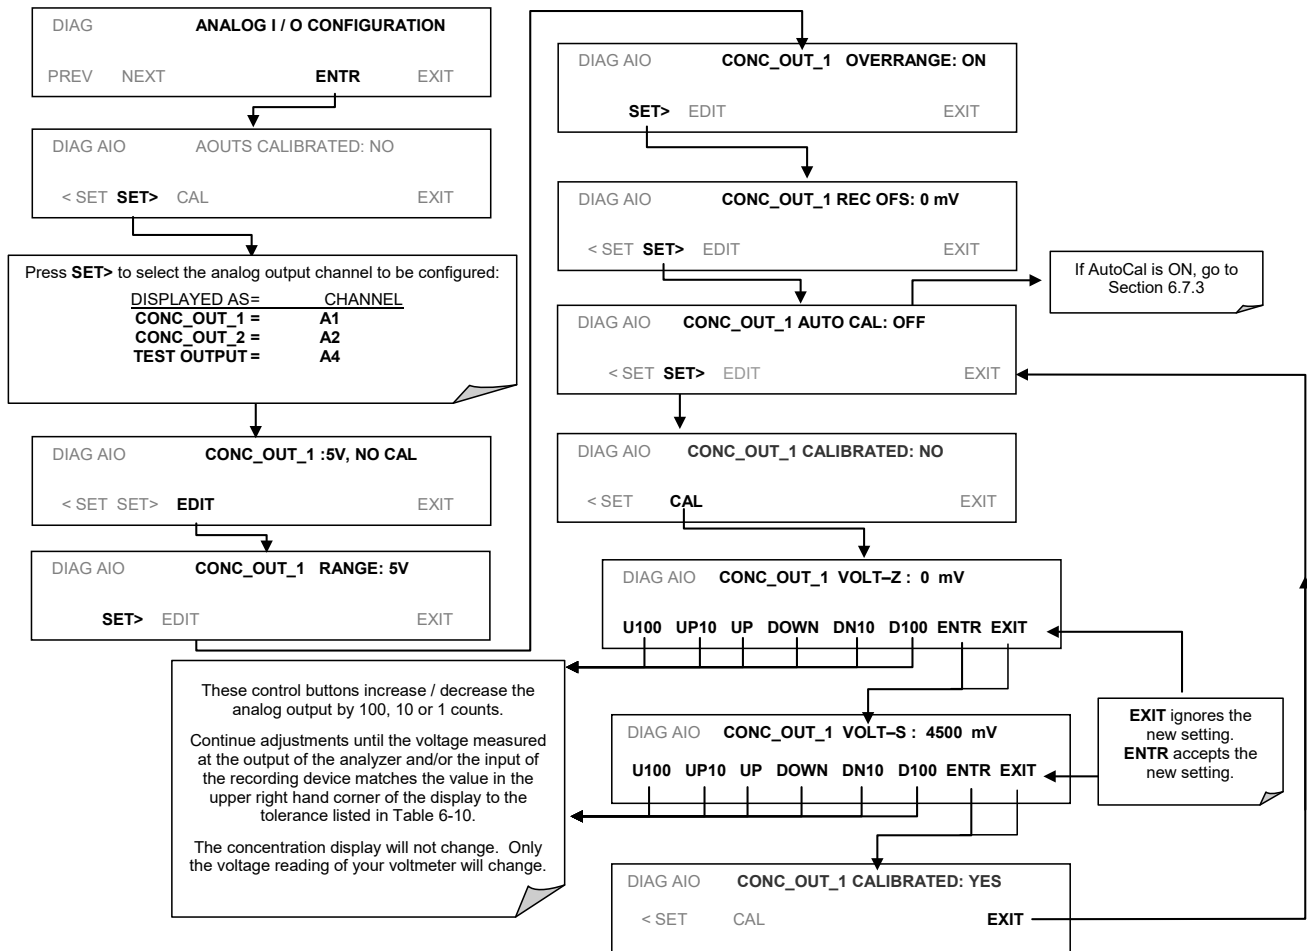 DIAG ANALOG I / O CONFIGURATION
PREV NEXT ENTR EXIT
DIAG AIO AOUTS CALIBRATED: NO
< SET SET> CAL EXIT
Press SET> to select the analog output channel to be configured:
DISPLAYED AS= CHANNEL
CONC_OUT_1 = A1
CONC_OUT_2 = A2
TEST OUTPUT = A4
DIAG AIO CONC_OUT_1 :5V, NO CAL
< SET SET> EDIT EXIT
DIAG AIO CONC_OUT_1 RANGE: 5V
SET> EDIT EXIT
DIAG AIO CONC_OUT_1 OVERRANGE: ON
SET> EDIT EXIT
DIAG AIO CONC_OUT_1 REC OFS: 0 mV
< SET SET> EDIT EXIT
If AutoCal is ON, go to
Section 6.7.3
DIAG AIO CONC_OUT_1 AUTO CAL: OFF
< SET SET> EDIT EXIT
DIAG AIO CONC_OUT_1 CALIBRATED: NO
< SET CAL EXIT
DIAG AIO CONC_OUT_1 VOLT–Z : 0 mV
U100 UP10 UP DOWN DN10 D100 ENTR EXIT
These control buttons increase / decrease the
analog output by 100, 10 or 1 counts.
Continue adjustments until the voltage measured
at the output of the analyzer and/or the input of
the recording device matches the value in the
upper right hand corner of the display to the
tolerance listed in Table 6-10.
The concentration display will not change. Only
the voltage reading of your voltmeter will change.
EXIT ignores the
new setting.
ENTR accepts the
new setting.
DIAG AIO CONC_OUT_1 VOLT–S : 4500 mV
U100 UP10 UP DOWN DN10 D100 ENTR EXIT
DIAG AIO CONC_OUT_1 CALIBRATED: YES
< SET CAL EXIT